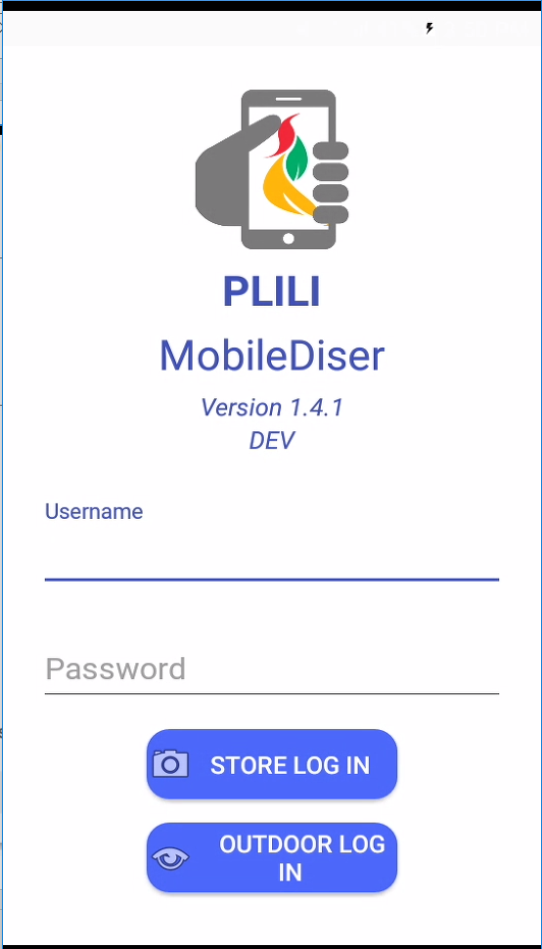 PLILI
MobileDiser
Version 1.4.1
DEV
Username
Password
STORE LOG IN
OUTDOOR LOG
IN